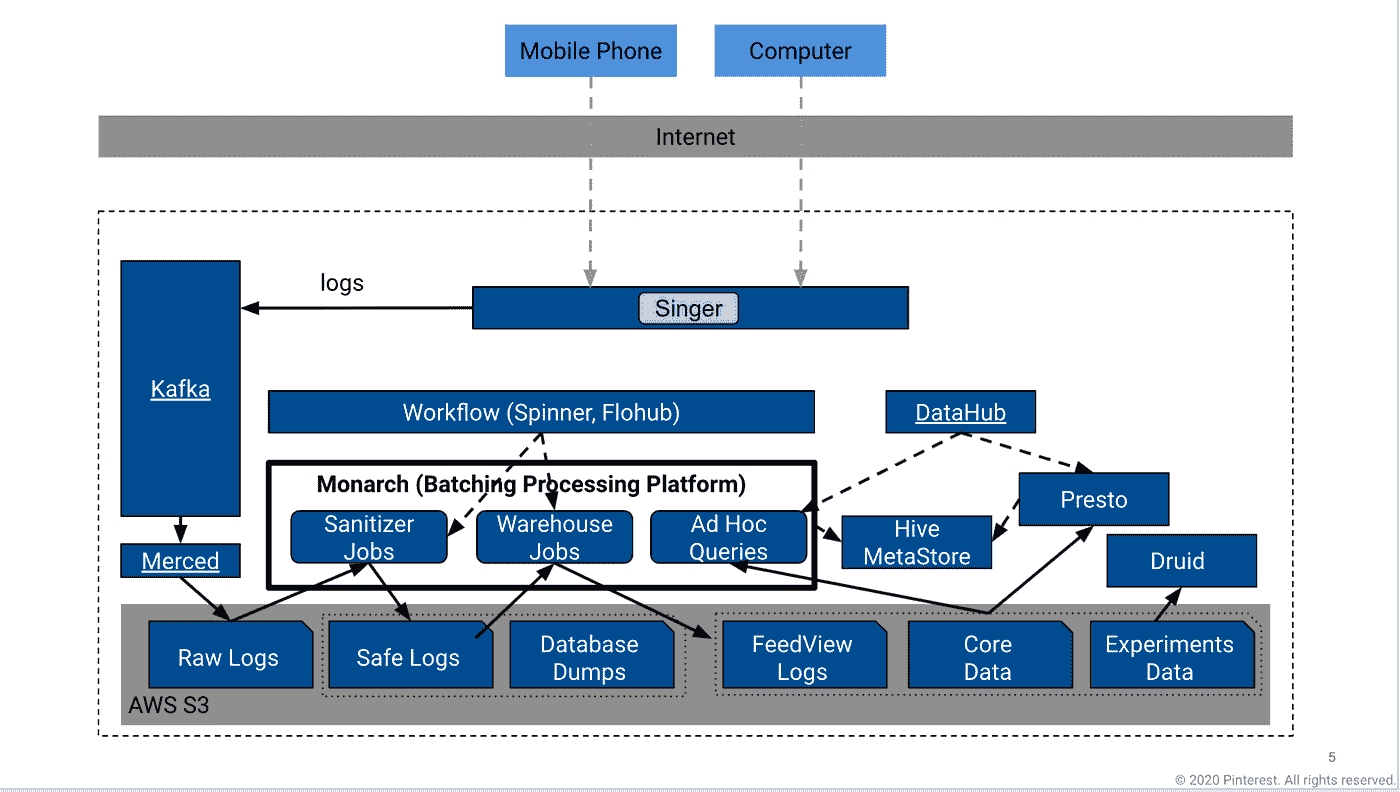 Mobile Phone
Computer
Internet
logs
Singer
Kafka
Workflow (Spinner, Flohub)
DataHub
Monarch (Batching Processing Platform)
Presto
Sanitizer
Jobs
Warehouse
Jobs
Ad Hoc
Queries
Hive
MetaStore
Druid
Merced
Raw Logs
Safe Logs
Database
Dumps
FeedView
Logs
Core
Data
Experiments
Data
AWS S3
5
© 2020 Pinterest. All rights reserved.